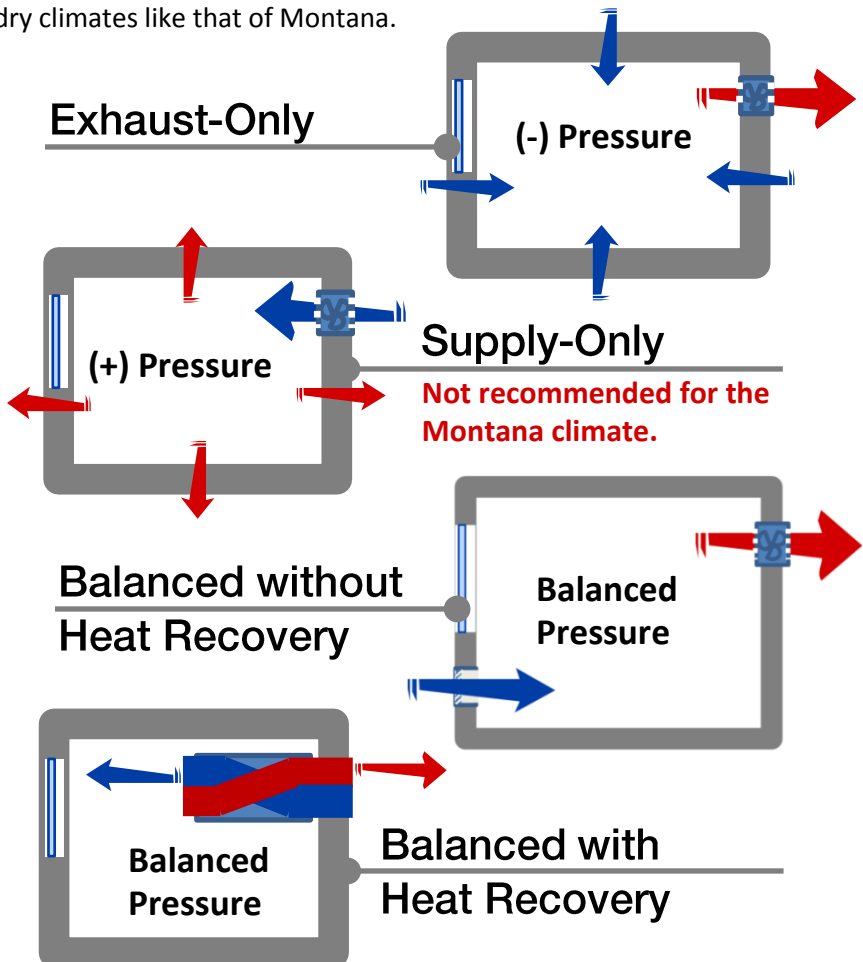 dry climates like that of Montana.
Exhaust-Only
(-) Pressure
(+) Pressure
Supply-Only
Not recommended for the
Montana climate.
Balanced without
Heat Recovery
Balanced
Pressure
Balanced
Pressure
Balanced with
Heat Recovery